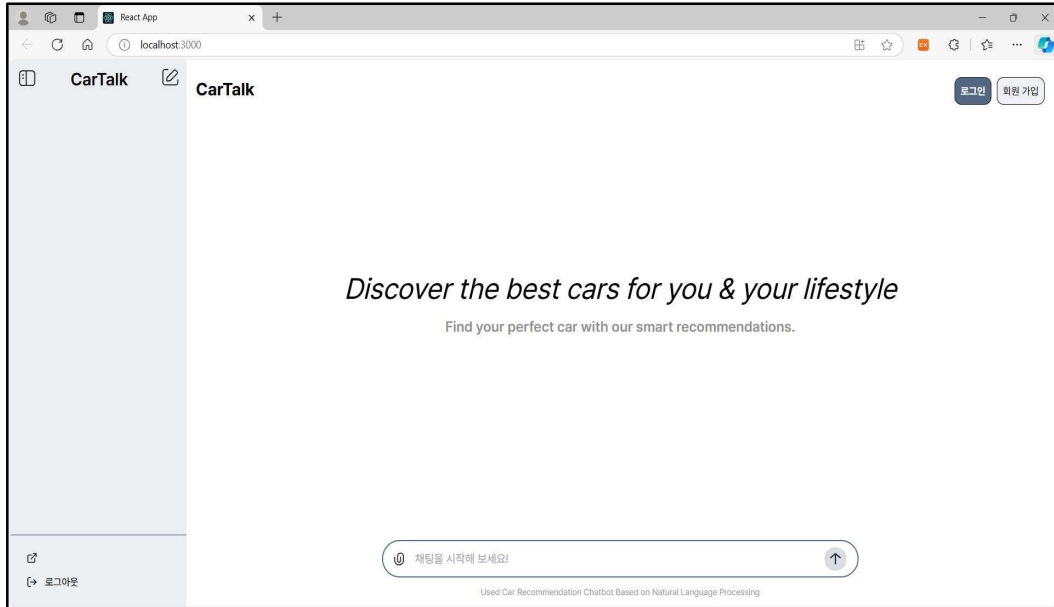 React App
localhost:3000
CarTalk
CarTalk
로그인
회원 가입
Discover the best cars for you & your lifestyle
Find your perfect car with our smart recommendations.
채팅을 시작해 보세요!
Used Car Recommendation Chatbot Based on Natural Language Processing
로그아웃